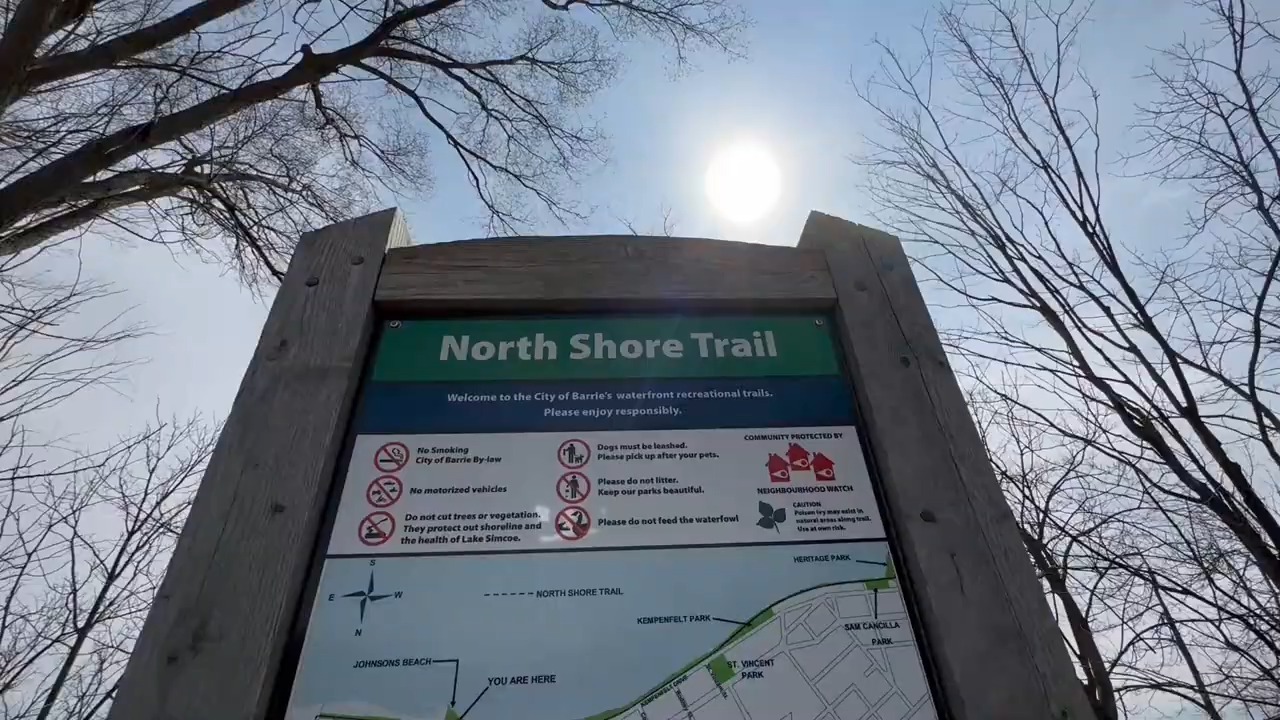 North Shore Trail
Welcome to the City of Barrie's waterfront recreational trails.
Please enjoy responsibly.
No Smoking
City of Barrie By-law
No motorized vehicles
Do not cut trees or vegetation.
They protect out shoreline and
the health of Lake Simcoe.
Dogs must be leashed.
Please pick up after your pets.
Please do not litter.
Keep our parks beautiful.
Please do not feed the waterfowl
COMMUNITY PROTECTED BY
NEIGHBOURHOOD WATCH
CAUTION
Poison ivy may exist in
natural areas along trail.
Use at own risk.
S
E
W
N
NORTH SHORE TRAIL
HERITAGE PARK
KEMPENFELT PARK
SAM CANCILLA
PARK
ST. VINCENT
PARK
JOHNSONS BEACH
YOU ARE HERE
KEMPENFELT DRIVE